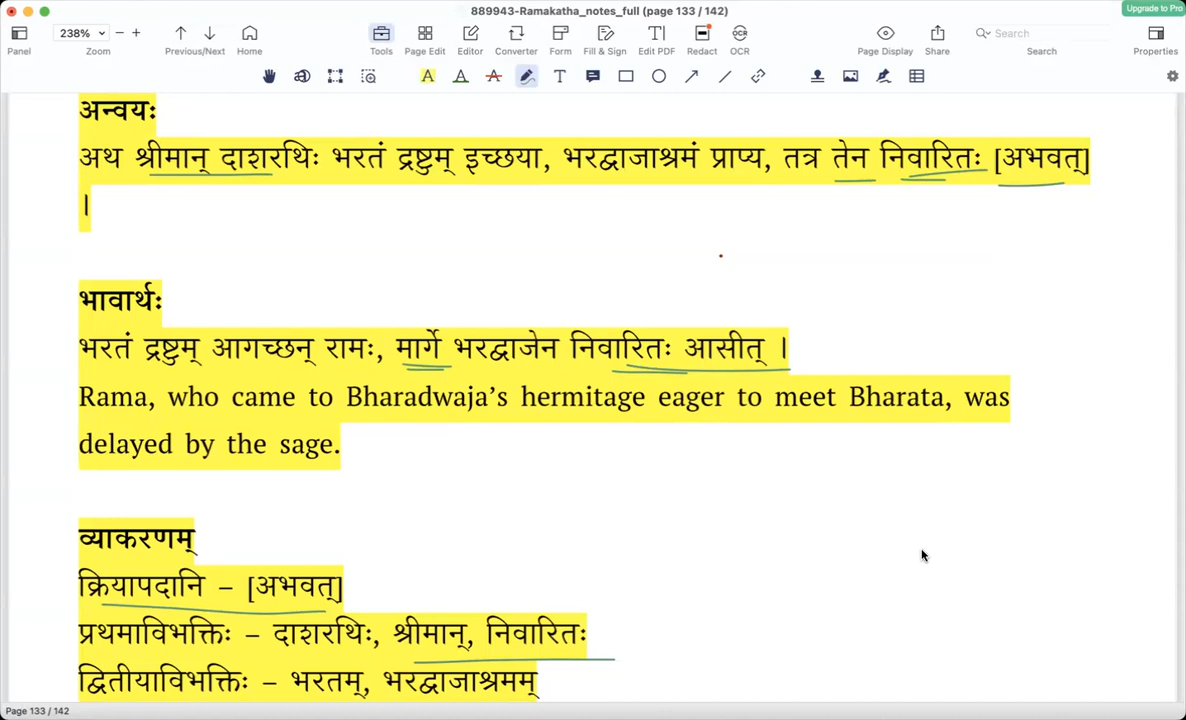 889943-Ramakatha_notes_full (page 133 / 142)
Upgrade to Pro
238%
Panel Zoom Previous/Next Home Tools Page Edit Editor Converter Form Fill & Sign Edit PDF Redact OCR Page Display Share Search Search Properties
अन्वयः
अथ श्रीमान् दाशरथिः भरतं द्रष्टुम् इच्छया, भरद्वाजाश्रमं प्राप्य, तत्र तेन निवारितः [अभवत्]
।
भावार्थः
भरतं द्रष्टुम् आगच्छन् रामः, मार्गे भरद्वाजेन निवारितः आसीत् ।
Rama, who came to Bharadwaja’s hermitage eager to meet Bharata, was
delayed by the sage.
व्याकरणम्
क्रियापदानि – [अभवत्]
प्रथमाविभक्तिः – दाशरथिः, श्रीमान्, निवारितः
द्वितीयाविभक्तिः – भरतम्, भरद्वाजाश्रमम्
Page 133 / 142